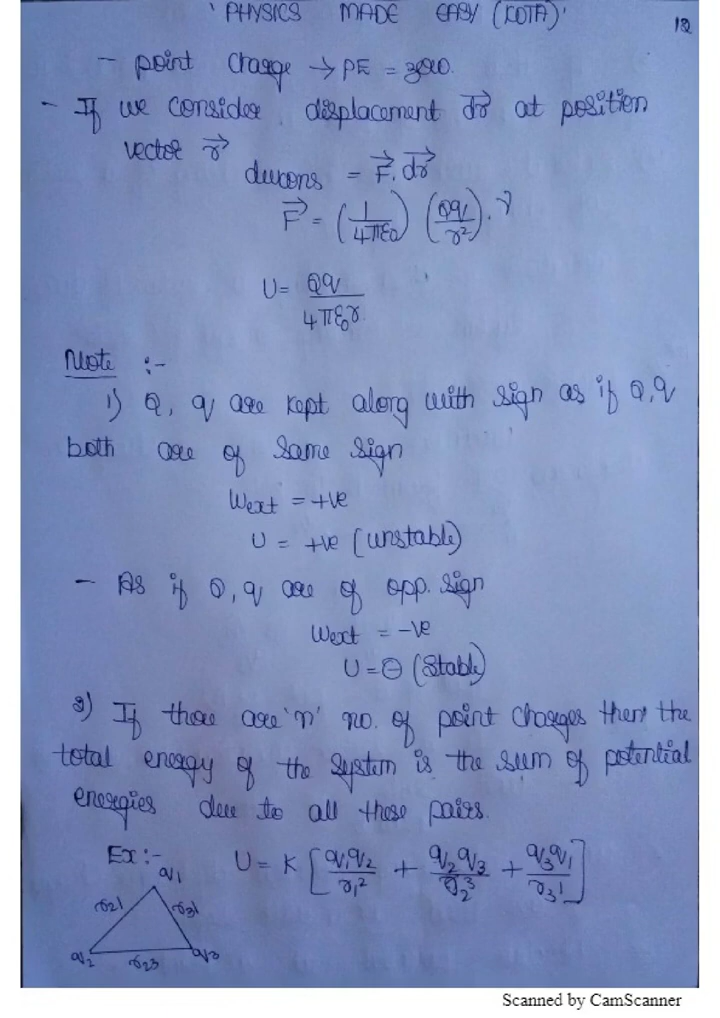 'PHYSICS MADE EASY (KOTA)'
12
- point charge → PE = zero.
- If we consider displacement d⃗r at position
vector r⃗
dwcons = F⃗.d⃗r
F⃗ = (1/4πε0) (Qq/r²).r̂
U = Qq/4πε0r
Note :-
1) Q, q are kept along with sign as if Q,q
both are of same sign
Wext = +ve
U = +ve (unstable)
- As if Q, q are of opp. sign
Wext = -ve
U = ⊖ (Stable)
2) If there are 'n' no. of point charges then the
total energy of the system is the sum of potential
energies due to all these pairs.
Ex :- U = K [q1q2/r12 + q2q3/r23 + q3q1/r31]
q1
r21 r31
q2 r23 q3
Scanned by CamScanner